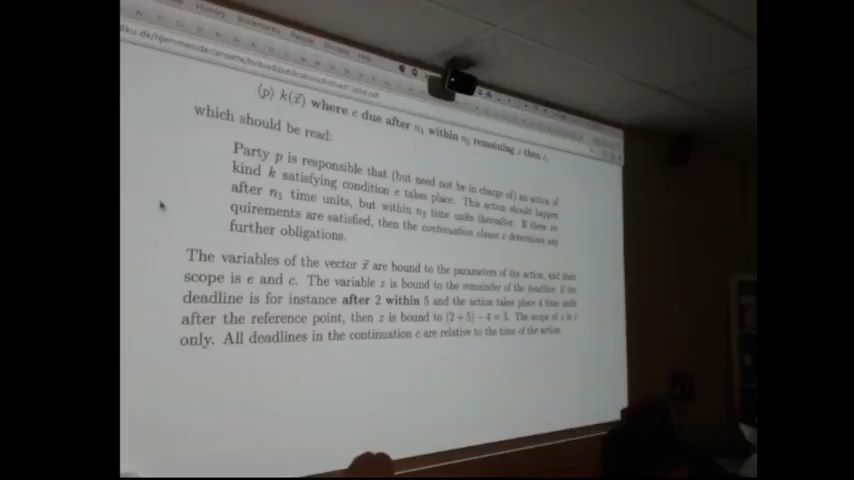 History Bookmarks People Window Help
⟨p⟩ k(x⃗) where e due after n₁ within n₂ remaining z then c,
which should be read:
Party p is responsible that (but need not be in charge of) an action of
kind k satisfying condition e takes place. This action should happen
after n₁ time units, but within n₂ time units thereafter. If these re-
quirements are satisfied, then the continuation clause c determines any
further obligations.
The variables of the vector x⃗ are bound to the parameters of the action, and their
scope is e and c. The variable z is bound to the remainder of the deadline: if the
deadline is for instance after 2 within 5 and the action takes place 4 time units
after the reference point, then z is bound to (2 + 5) − 4 = 3. The scope of z is c
only. All deadlines in the continuation c are relative to the time of the action.